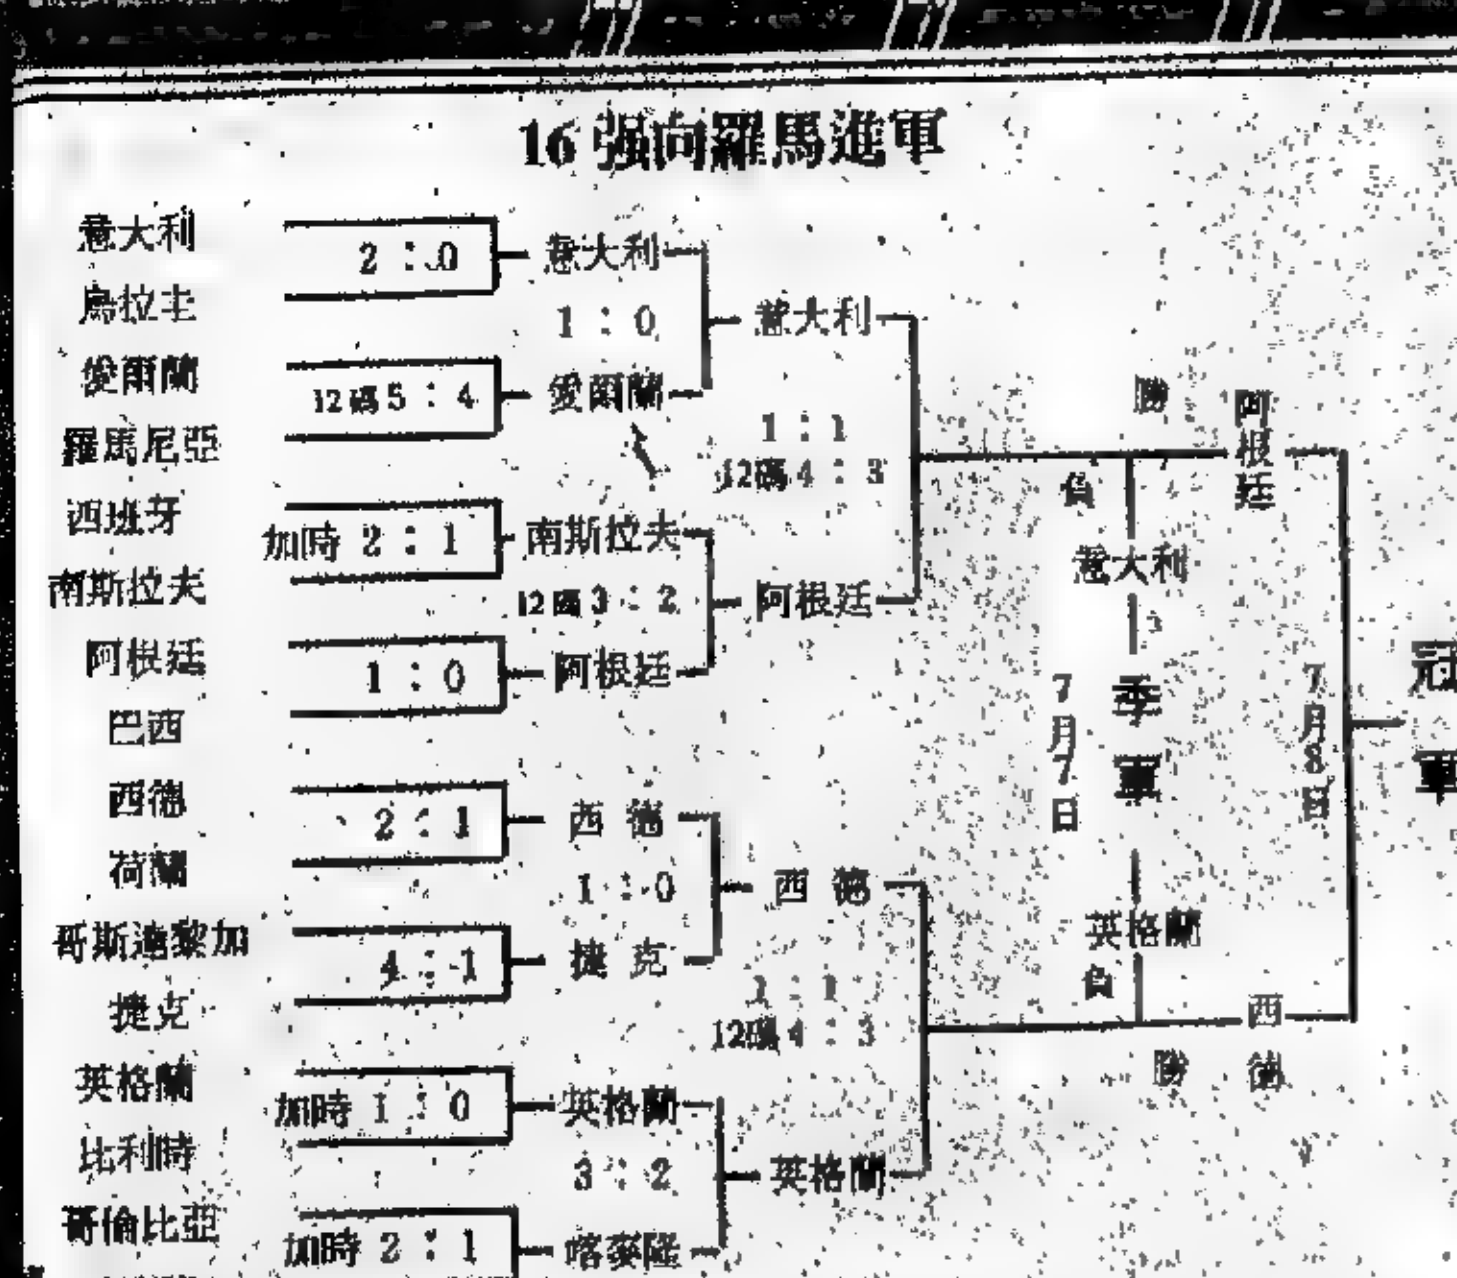 16强向羅馬進軍
意大利
2：0
意大利
烏拉圭
1：0
意大利
愛爾蘭
12碼5：4
愛爾蘭
羅馬尼亞
1：1
12碼4：3
勝
阿根廷
負
意大利
西班牙
加時 2：1
南斯拉夫
南斯拉夫
12碼3：2
阿根廷
阿根廷
1：0
阿根廷
巴西
7月7日
季軍
7月8日
冠軍
西德
2：1
西德
荷蘭
1：0
西德
哥斯達黎加
4：1
捷克
捷克
1：1
12碼4：3
英格蘭
負
西德
勝
英格蘭
加時 1：0
英格蘭
比利時
3：2
英格蘭
哥倫比亞
加時 2：1
喀麥隆